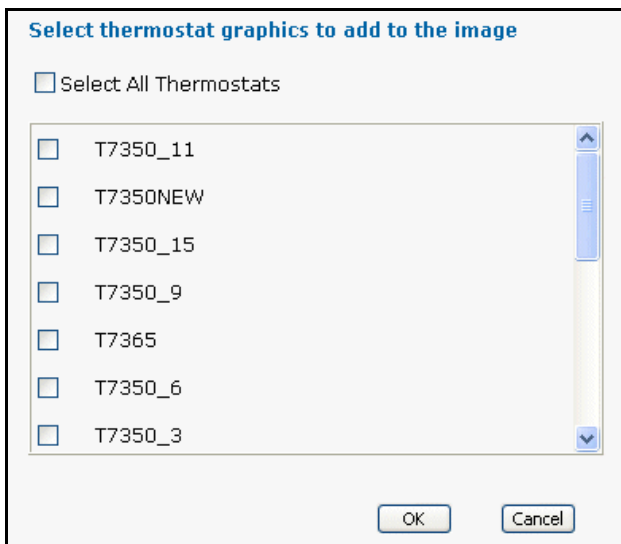 Select thermostat graphics to add to the image
Select All Thermostats
T7350_11
T7350NEW
T7350_15
T7350_9
T7365
T7350_6
T7350_3
OK
Cancel